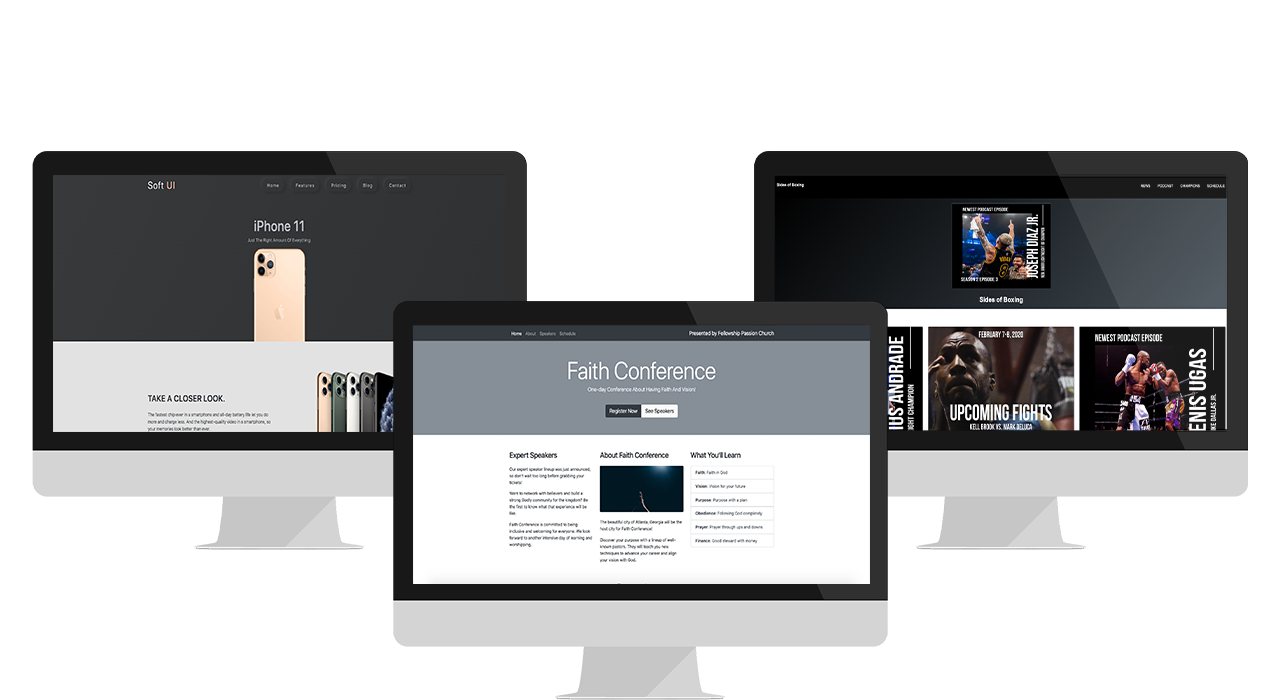 Soft UI
Home Features Pricing Blog Contact
iPhone 11
Just The Right Amount Of Everything
TAKE A CLOSER LOOK.
The fastest chip ever in a smartphone and all-day battery life let you do
more and charge less. And the highest-quality video in a smartphone, so
your memories look better than ever.
Home About Speakers Schedule
Presented by Fellowship Passion Church
Faith Conference
One-day Conference About Having Faith And Vision!
Register Now See Speakers
Expert Speakers
Our expert speaker lineup was just announced,
so don't wait too long before grabbing your
tickets!
Want to network with believers and build a
strong Godly community for the kingdom? Be
the first to know what that experience will be
like.
Faith Conference is committed to being
inclusive and welcoming for everyone. We look
forward to another intensive day of learning and
worshipping.
About Faith Conference
The beautiful city of Atlanta, Georgia will be the
host city for Faith Conference!
Discover your purpose with a lineup of well-
known pastors. They will teach you new
techniques to advance your career and align
your vision with God.
What You'll Learn
Faith: Faith in God
Vision: Vision for your future
Purpose: Purpose with a plan
Obedience: Following God completely
Prayer: Prayer through ups and downs
Finance: Good steward with money
Sides of Boxing
NEWS PODCAST CHAMPIONS SCHEDULE
NEWEST PODCAST EPISODE
JOSEPH DIAZ JR.
SEASON 2 EPISODE 3
Sides of Boxing
US ANDRADE
GHT CHAMPION
FEBRUARY 7-8, 2020
UPCOMING FIGHTS
KELL BROOK VS. MARK DELUCA
NEWEST PODCAST EPISODE
ENIS UGAS
KE DALLAS JR.